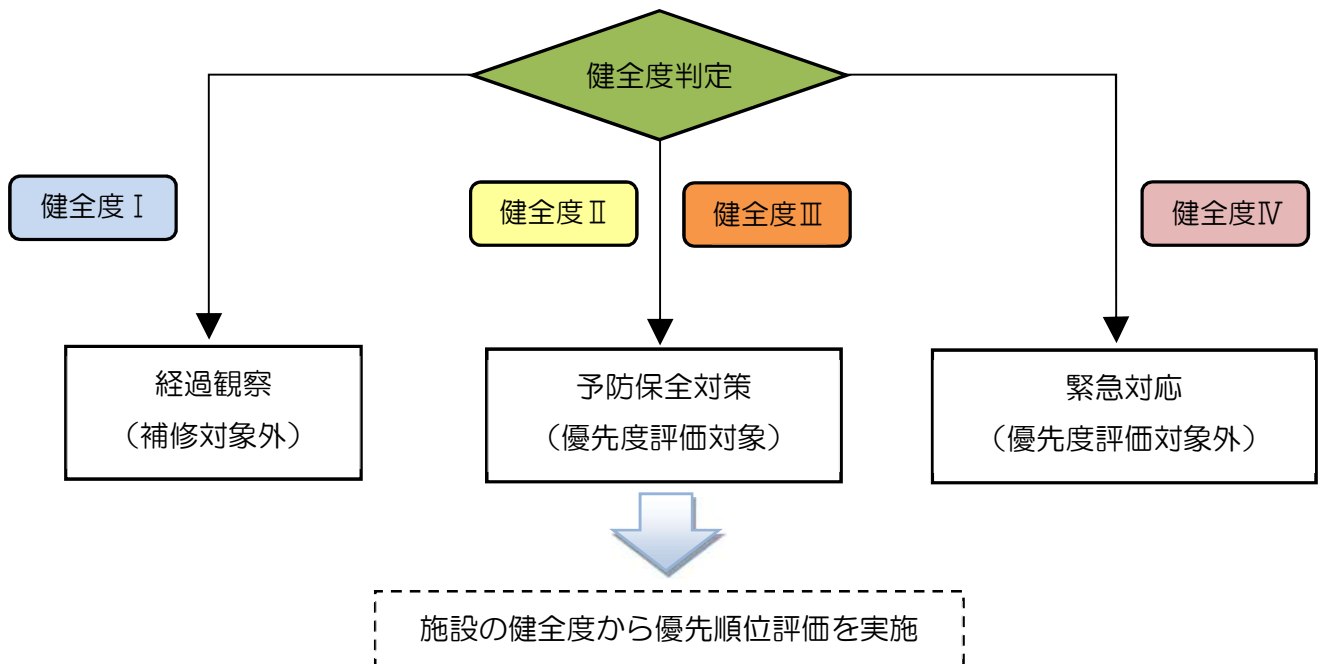 健全度判定
健全度Ⅰ
健全度Ⅱ
健全度Ⅲ
健全度Ⅳ
経過観察
（補修対象外）
予防保全対策
（優先度評価対象）
緊急対応
（優先度評価対象外）
施設の健全度から優先順位評価を実施